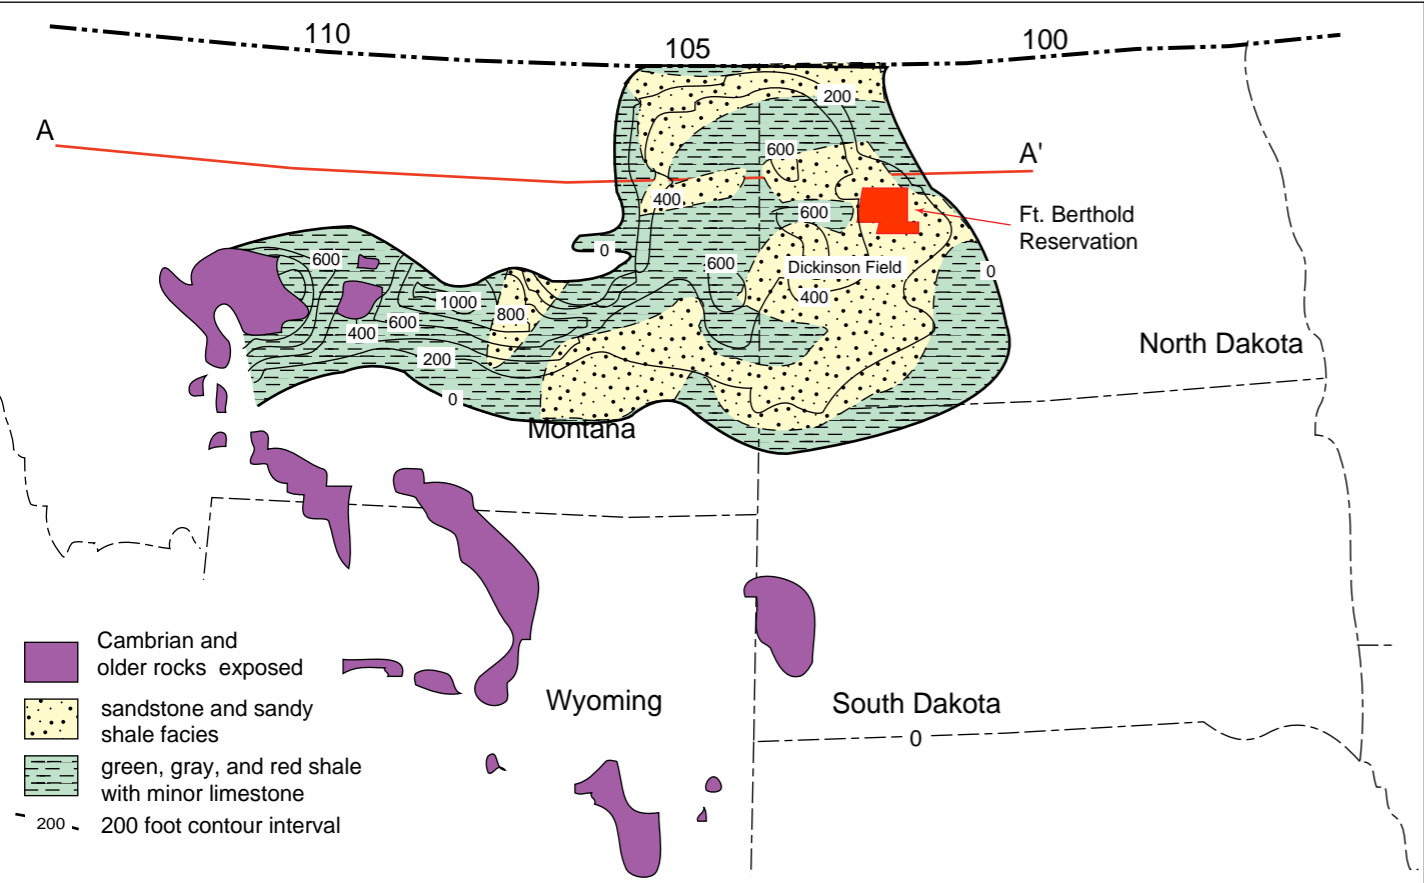 110
105
100
200
A
600
A'
400
600
Ft. Berthold
Reservation
0
600
600
Dickinson Field
0
1000
400
800
600
400
200
North Dakota
0
Montana
Cambrian and
older rocks exposed
sandstone and sandy
shale facies
Wyoming
South Dakota
0
green, gray, and red shale
with minor limestone
200
200 foot contour interval